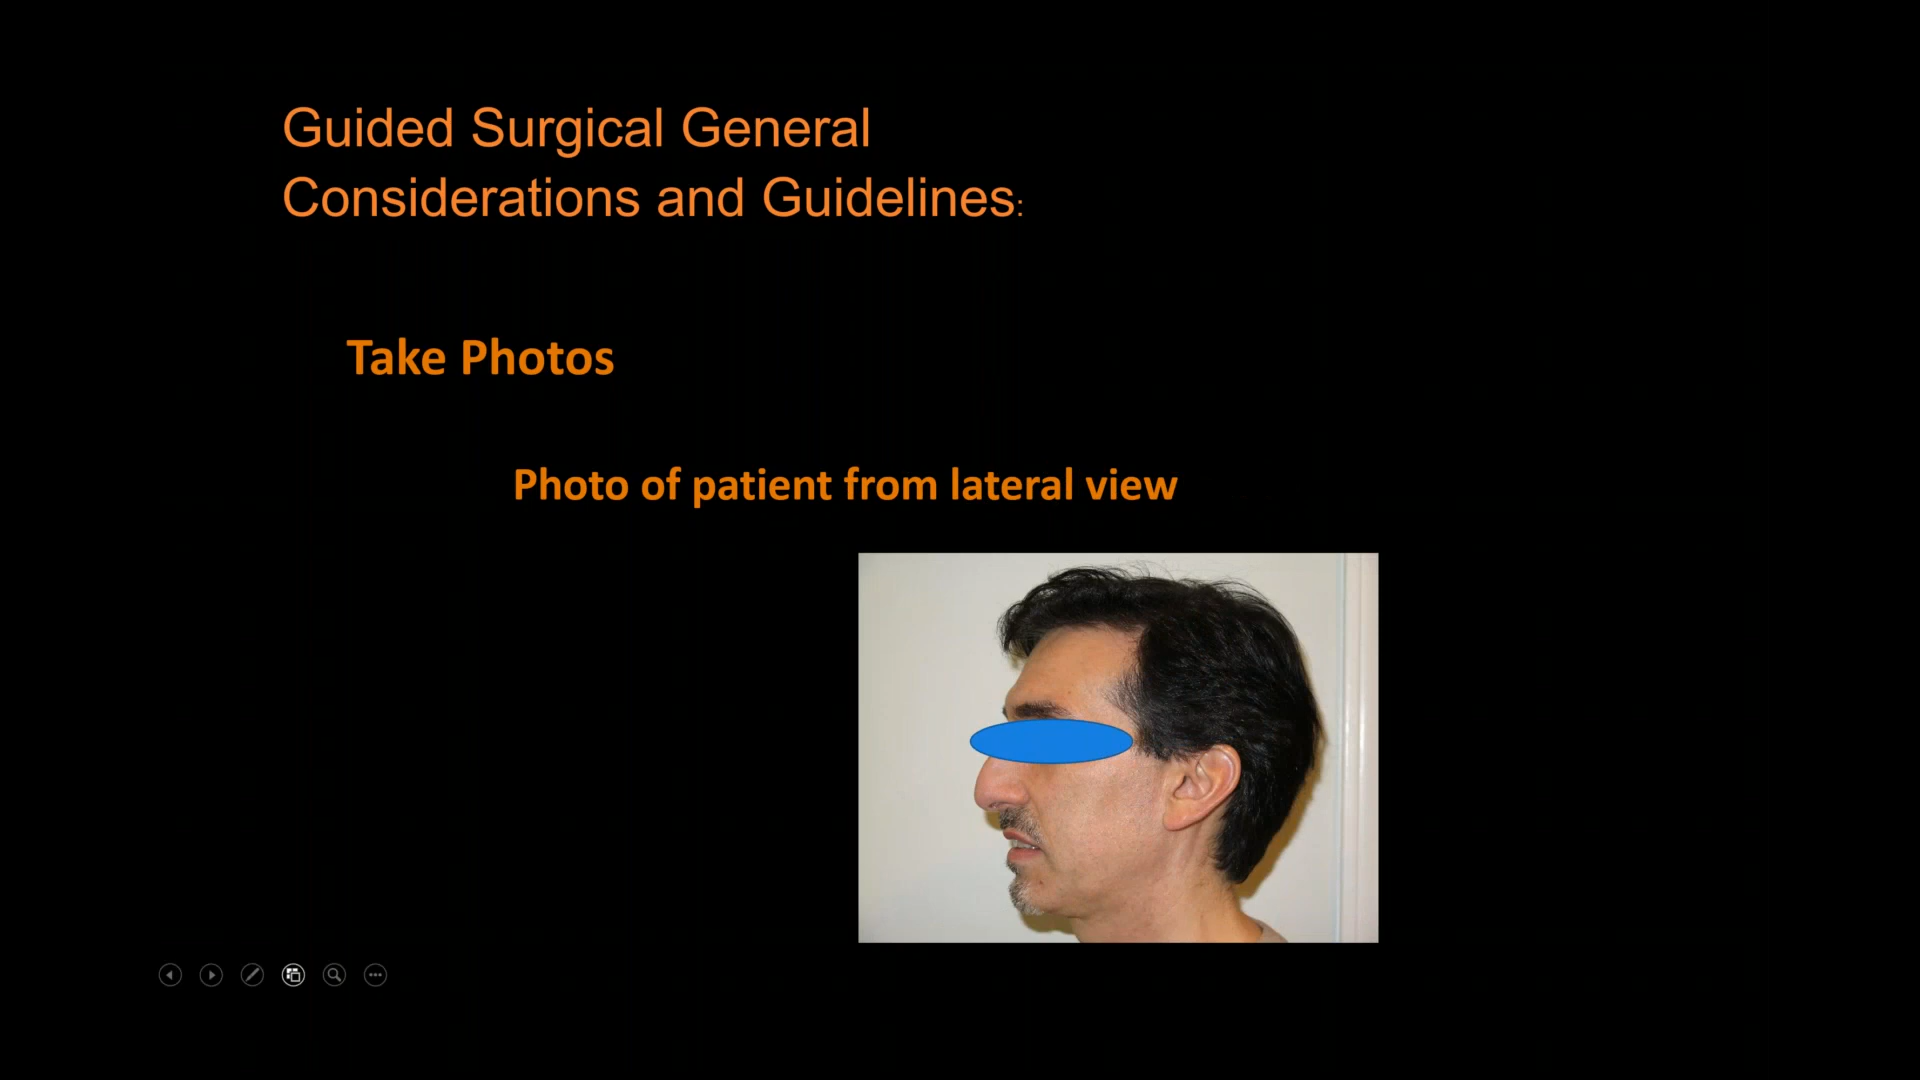 Guided Surgical General
Considerations and Guidelines:
Take Photos
Photo of patient from lateral view